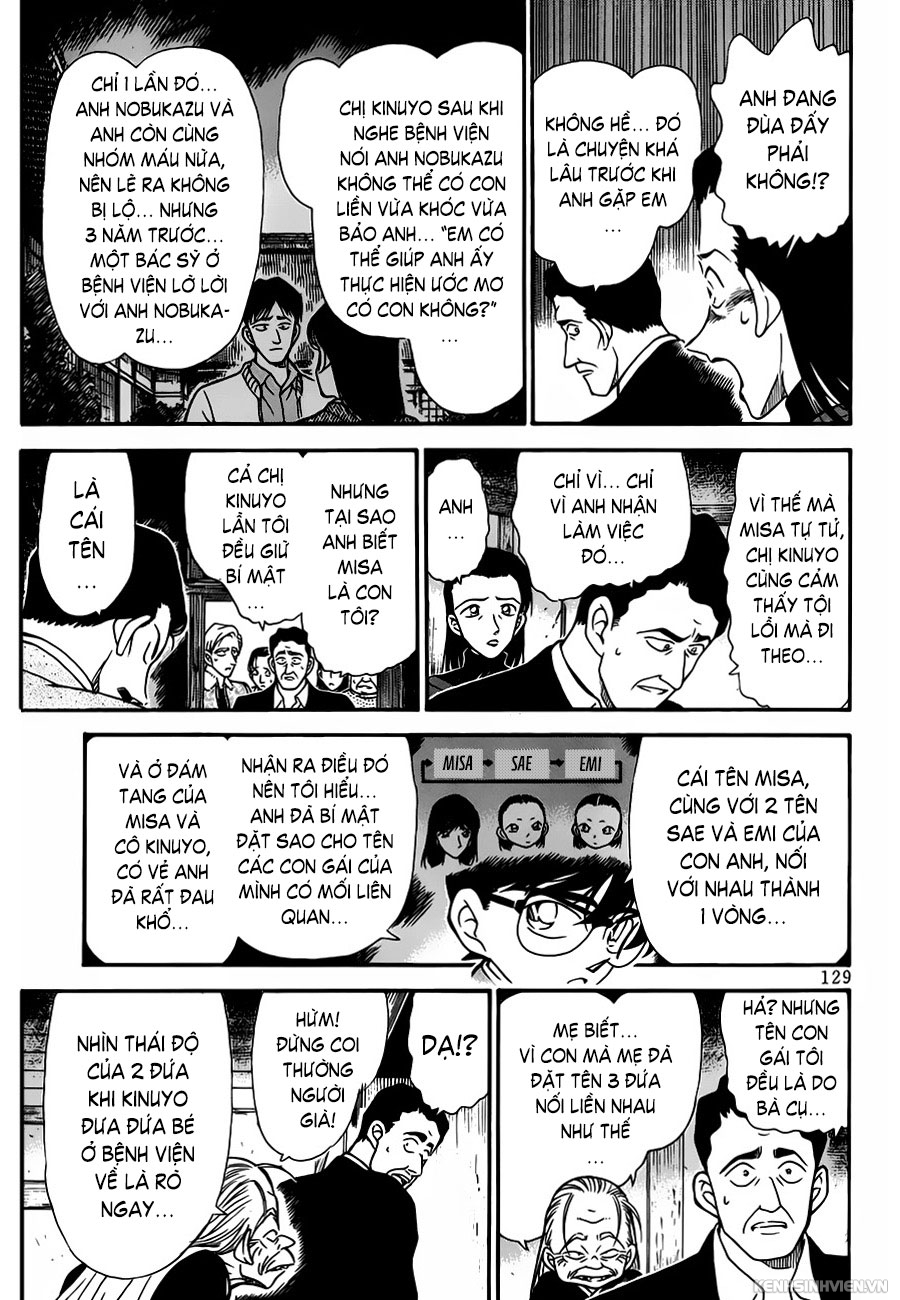 ANH ĐANG
ĐÙA ĐẤY
PHẢI
KHÔNG!?
KHÔNG HỀ... ĐÓ
LÀ CHUYỆN KHÁ
LÂU TRƯỚC KHI
ANH GẶP EM
...
CHỊ KINUYO SAU KHI
NGHE BỆNH VIỆN
NÓI ANH NOBUKAZU
KHÔNG THỂ CÓ CON
LIỀN VỪA KHÓC VỪA
BẢO ANH... "EM CÓ
THỂ GIÚP ANH ẤY
THỰC HIỆN ƯỚC MƠ
CÓ CON KHÔNG?"
...
CHỈ 1 LẦN ĐÓ...
ANH NOBUKAZU VÀ
ANH CÒN CÙNG
NHÓM MÁU NỮA,
NÊN LẼ RA KHÔNG
BỊ LỘ... NHƯNG
3 NĂM TRƯỚC...
MỘT BÁC SỸ Ở
BỆNH VIỆN LỠ LỜI
VỚI ANH NOBUKA-
ZU...
VÌ THẾ MÀ
MISA TỰ TỬ,
CHỊ KINUYO
CŨNG CẢM
THẤY TỘI
LỖI MÀ ĐI
THEO...
CHỈ VÌ... CHỈ
VÌ ANH NHẬN
LÀM VIỆC
ĐÓ...
ANH
...
NHƯNG
TẠI SAO
ANH BIẾT
MISA
LÀ CON
TÔI?
CẢ CHỊ
KINUYO
LẪN TÔI
ĐỀU GIỮ
BÍ MẬT
...
LÀ
CÁI
TÊN
...
CÁI TÊN MISA,
CÙNG VỚI 2 TÊN
SAE VÀ EMI CỦA
CON ANH, NỐI
VỚI NHAU THÀNH
1 VÒNG...
MISA SAE EMI
NHẬN RA ĐIỀU ĐÓ
NÊN TÔI HIỂU...
ANH ĐÃ BÍ MẬT
ĐẶT SAO CHO TÊN
CÁC CON GÁI CỦA
MÌNH CÓ MỐI LIÊN
QUAN...
VÀ Ở ĐÁM
TANG CỦA
MISA VÀ
CÔ KINUYO,
CÓ VẺ ANH
ĐÃ RẤT ĐAU
KHỔ...
129
HẢ? NHƯNG
TÊN CON
GÁI TÔI
ĐỀU LÀ DO
BÀ CỤ...
MẸ BIẾT...
VÌ CON MÀ MẸ ĐÃ
ĐẶT TÊN 3 ĐỨA
NỐI LIỀN NHAU
NHƯ THẾ
...
DẠ!?
HỪM!
ĐỪNG COI
THƯỜNG
NGƯỜI
GIÀ!
NHÌN THÁI ĐỘ
CỦA 2 ĐỨA
KHI KINUYO
ĐƯA ĐỨA BÉ
Ở BỆNH VIỆN
VỀ LÀ RÕ
NGAY...
KENHSINHVIEN.VN